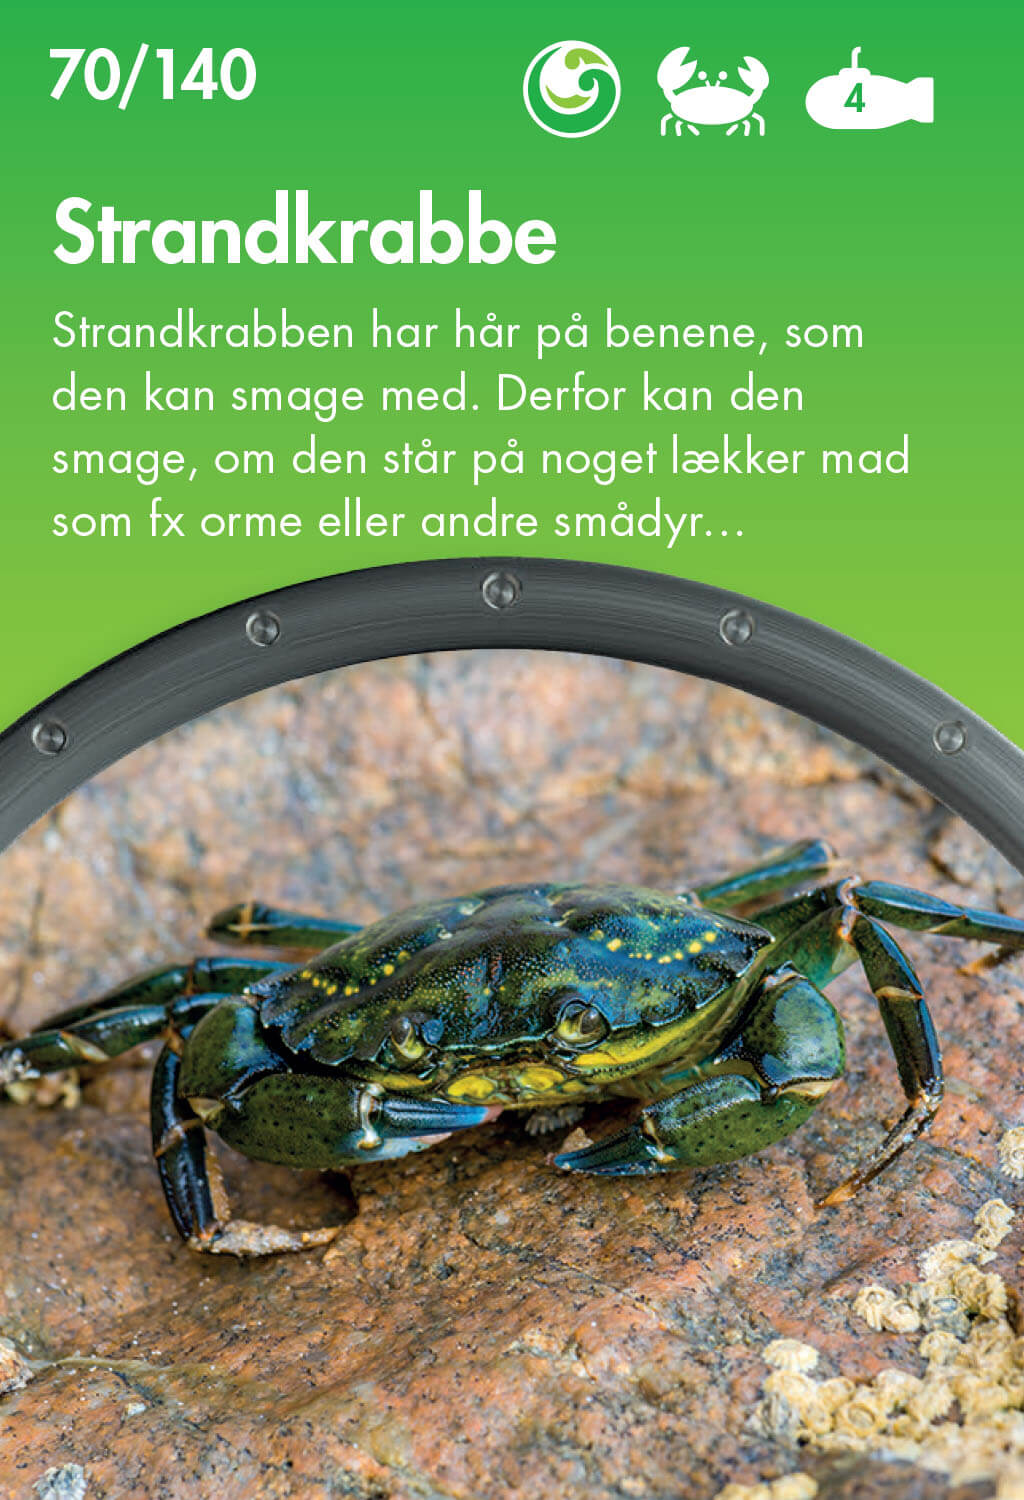 70/140
4
Strandkrabbe
Strandkrabben har hår på benene, som
den kan smage med. Derfor kan den
smage, om den står på noget lækker mad
som fx orme eller andre smådyr...